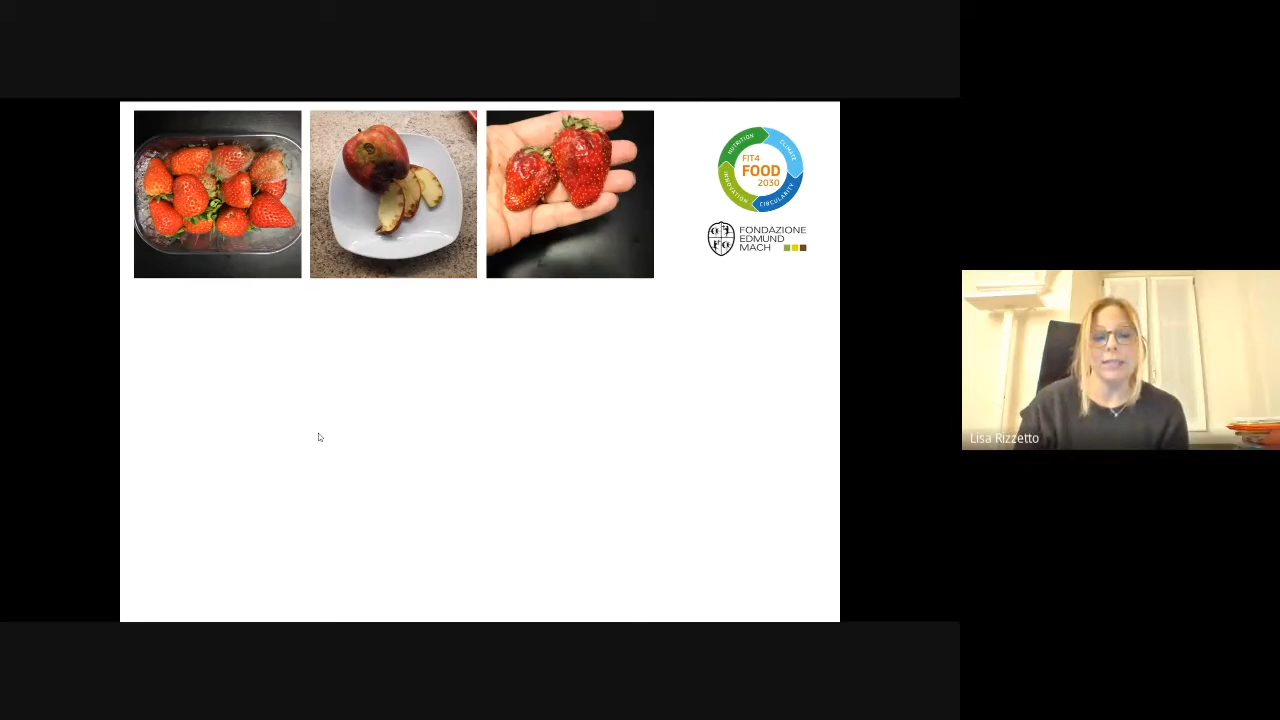 NUTRITION
CLIMATE
FIT4
FOOD
2030
INNOVATION
CIRCULARITY
FONDAZIONE
EDMUND
MACH
Lisa Rizzetto